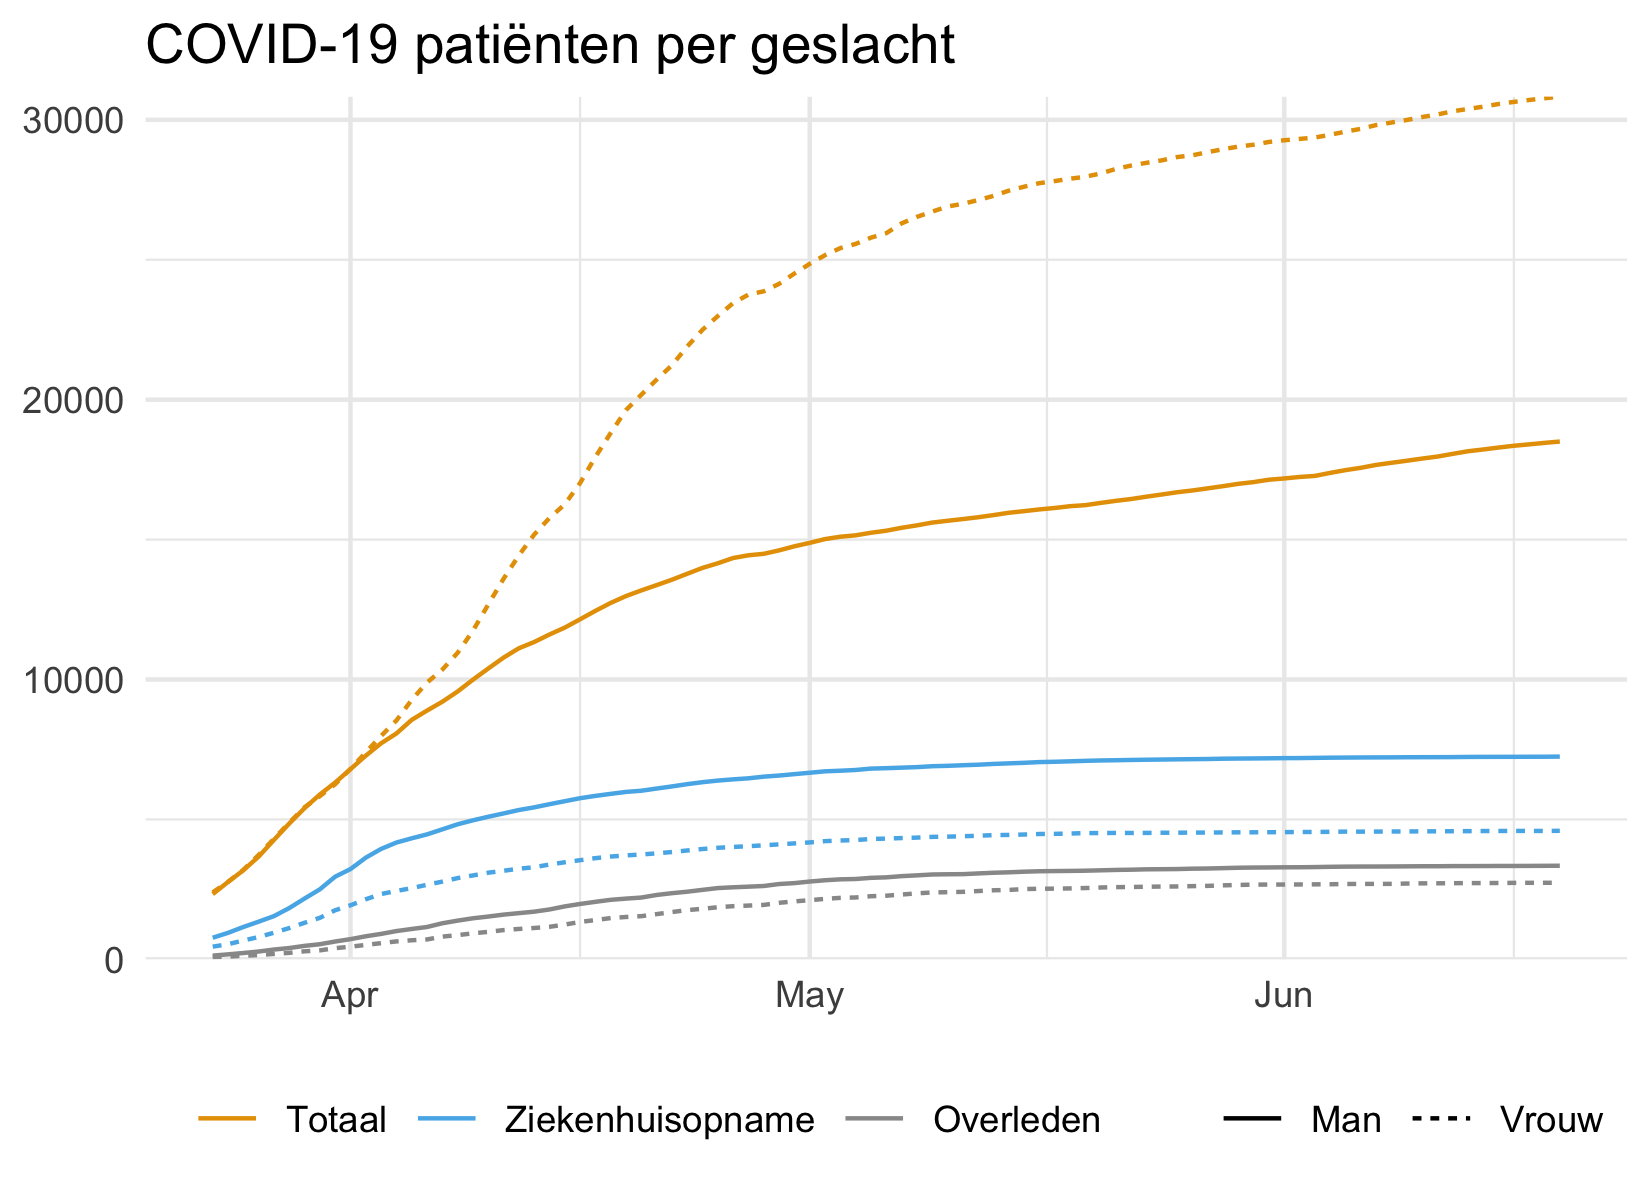 COVID-19 patiënten per geslacht
30000
20000
10000
0
Apr May Jun
Totaal Ziekenhuisopname Overleden Man Vrouw